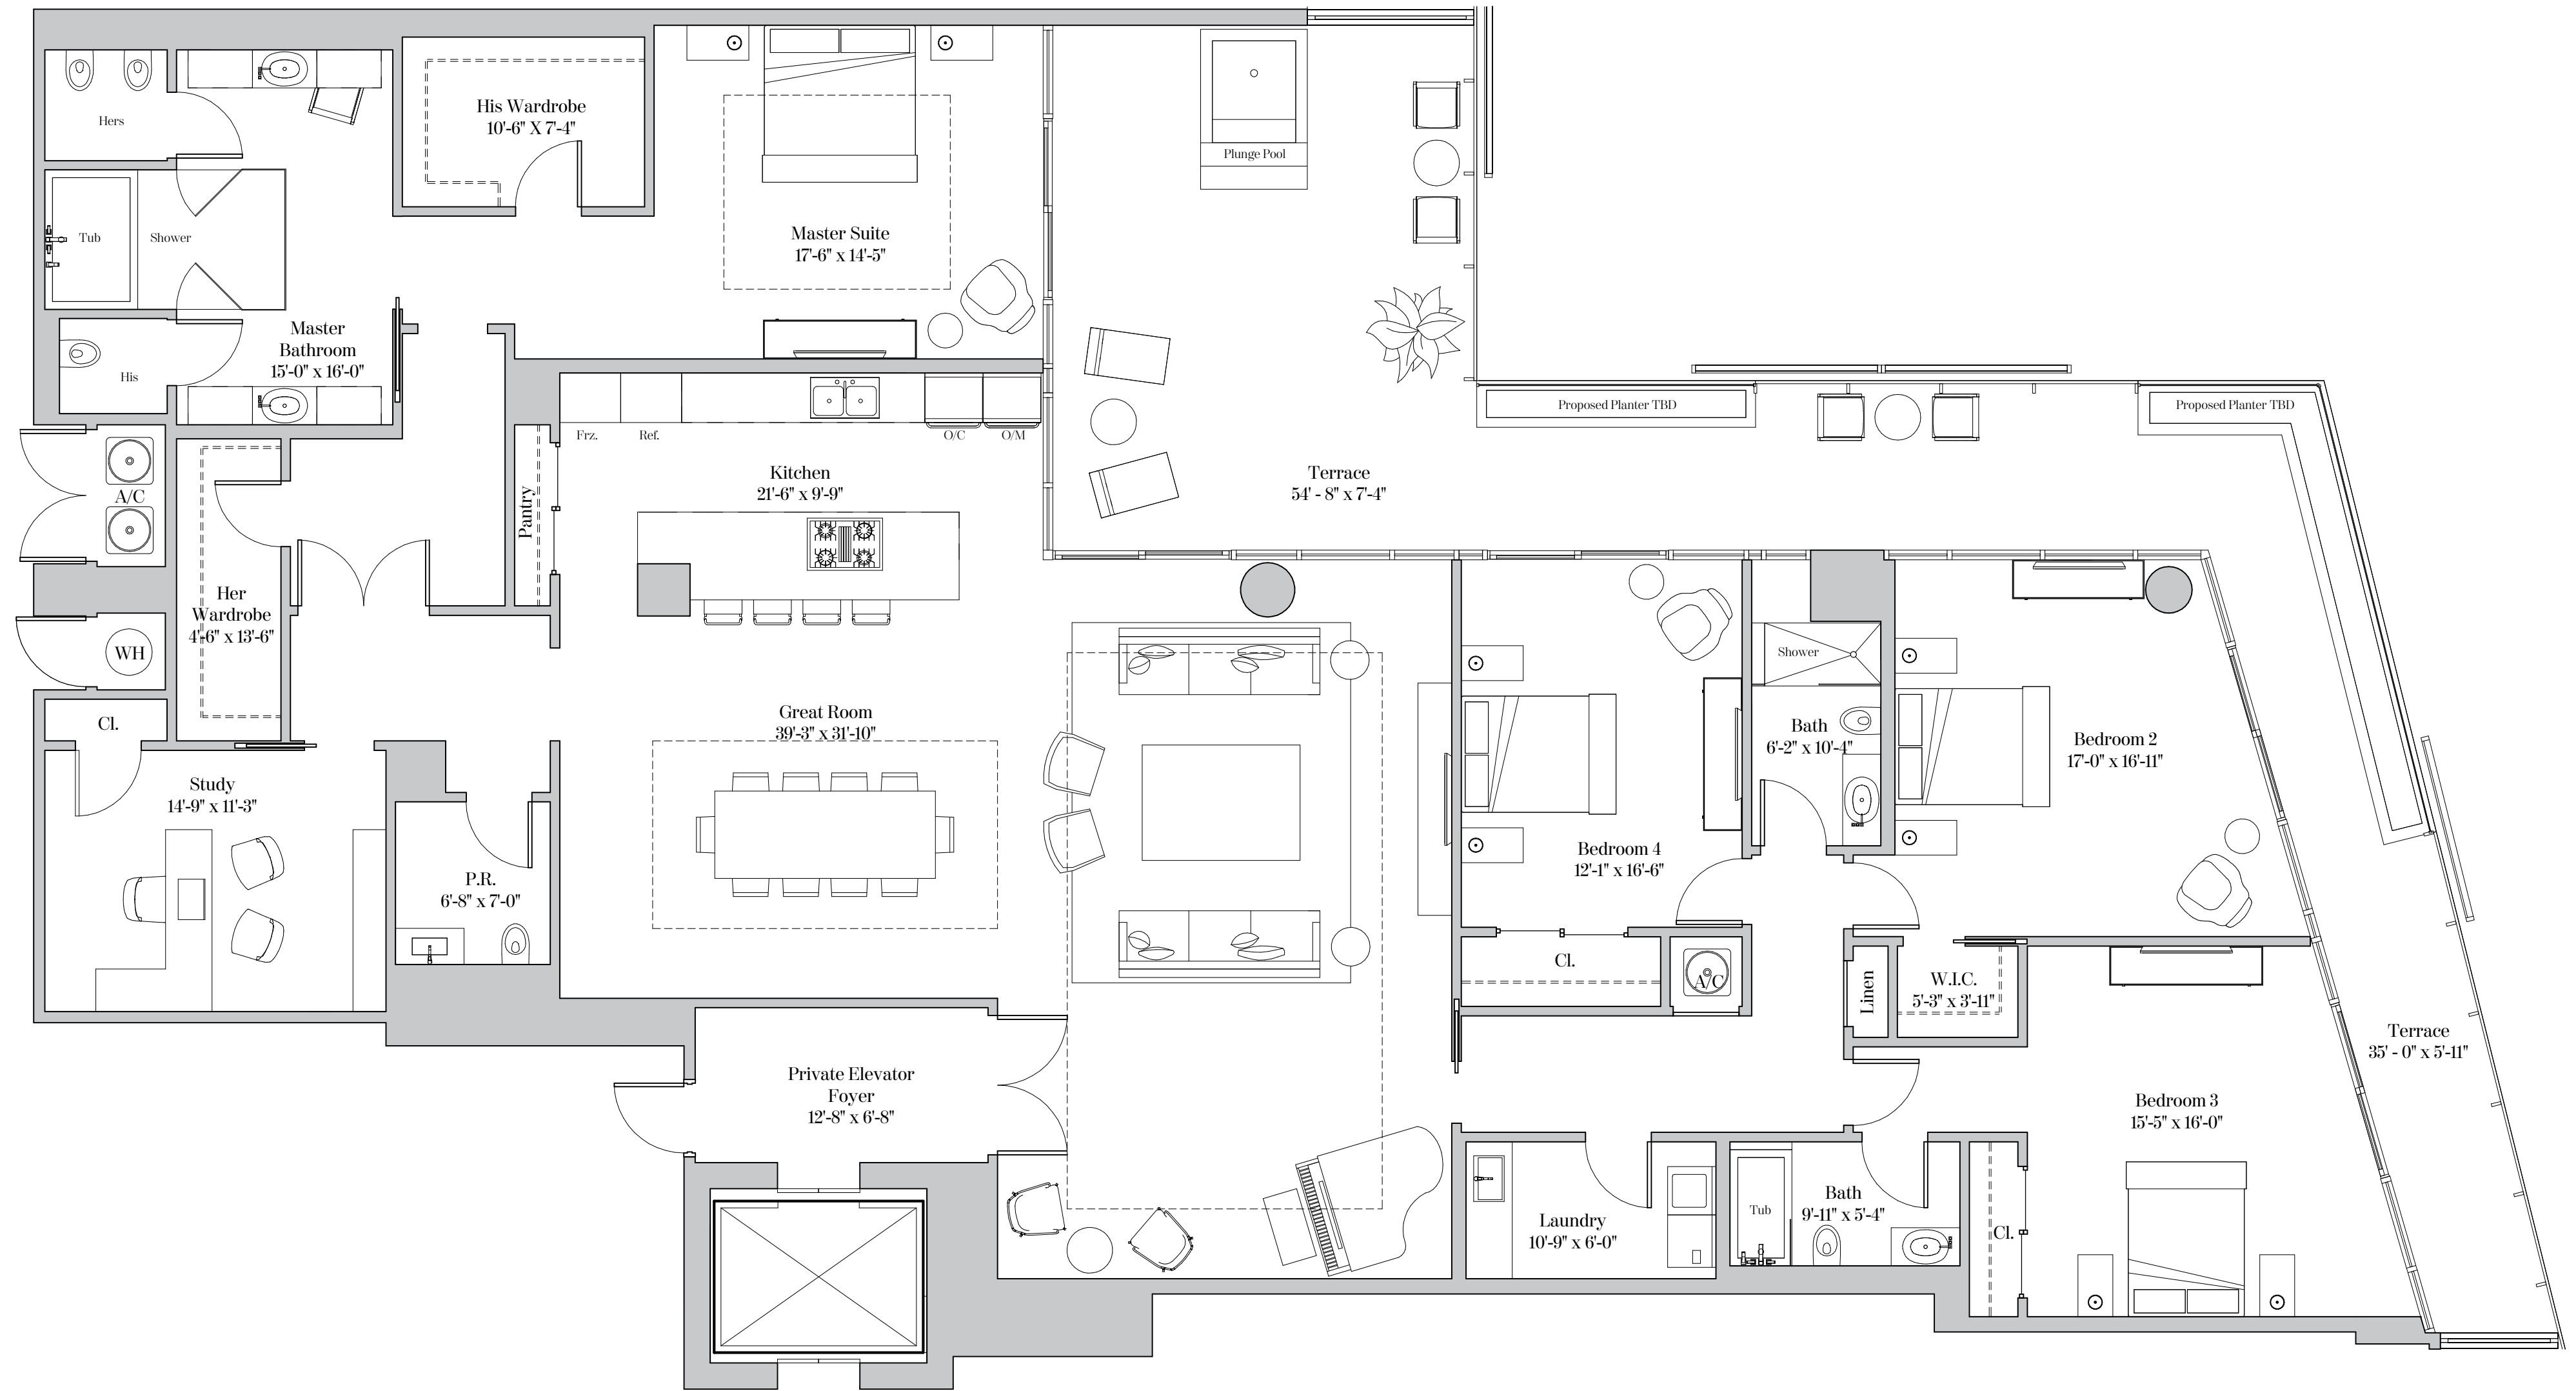 Hers
His Wardrobe
10'-6" X 7'-4"
Plunge Pool
Tub
Shower
Master Suite
17'-6" x 14'-5"
Master
Bathroom
15'-0" x 16'-0"
His
Frz.
Ref.
O/C
O/M
Proposed Planter TBD
Proposed Planter TBD
A/C
Pantry
Kitchen
21'-6" x 9'-9"
Terrace
54' - 8" x 7'-4"
Her
Wardrobe
4'-6" x 13'-6"
WH
Cl.
Great Room
39'-3" x 31'-10"
Shower
Bath
6'-2" x 10'-4"
Bedroom 2
17'-0" x 16'-11"
Study
14'-9" x 11'-3"
P.R.
6'-8" x 7'-0"
Bedroom 4
12'-1" x 16'-6"
Cl.
A/C
Linen
W.I.C.
5'-3" x 3'-11"
Terrace
35' - 0" x 5'-11"
Private Elevator
Foyer
12'-8" x 6'-8"
Bedroom 3
15'-5" x 16'-0"
Laundry
10'-9" x 6'-0"
Tub
Bath
9'-11" x 5'-4"
Cl.